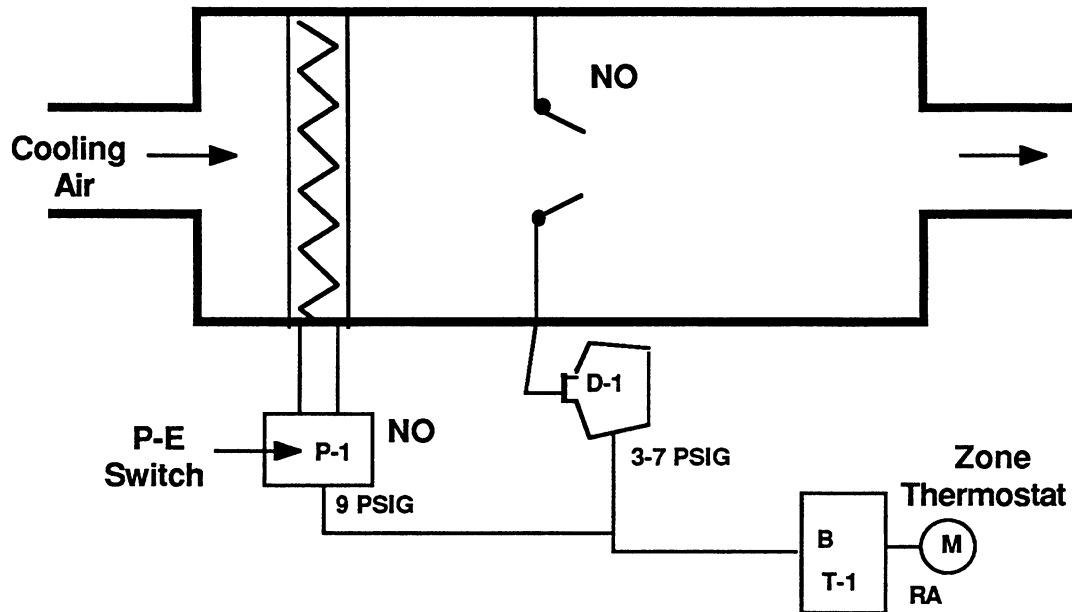 NO
Cooling
Air
D-1
P-E
Switch
P-1
NO
3-7 PSIG
9 PSIG
Zone
Thermostat
B
T-1
M
RA